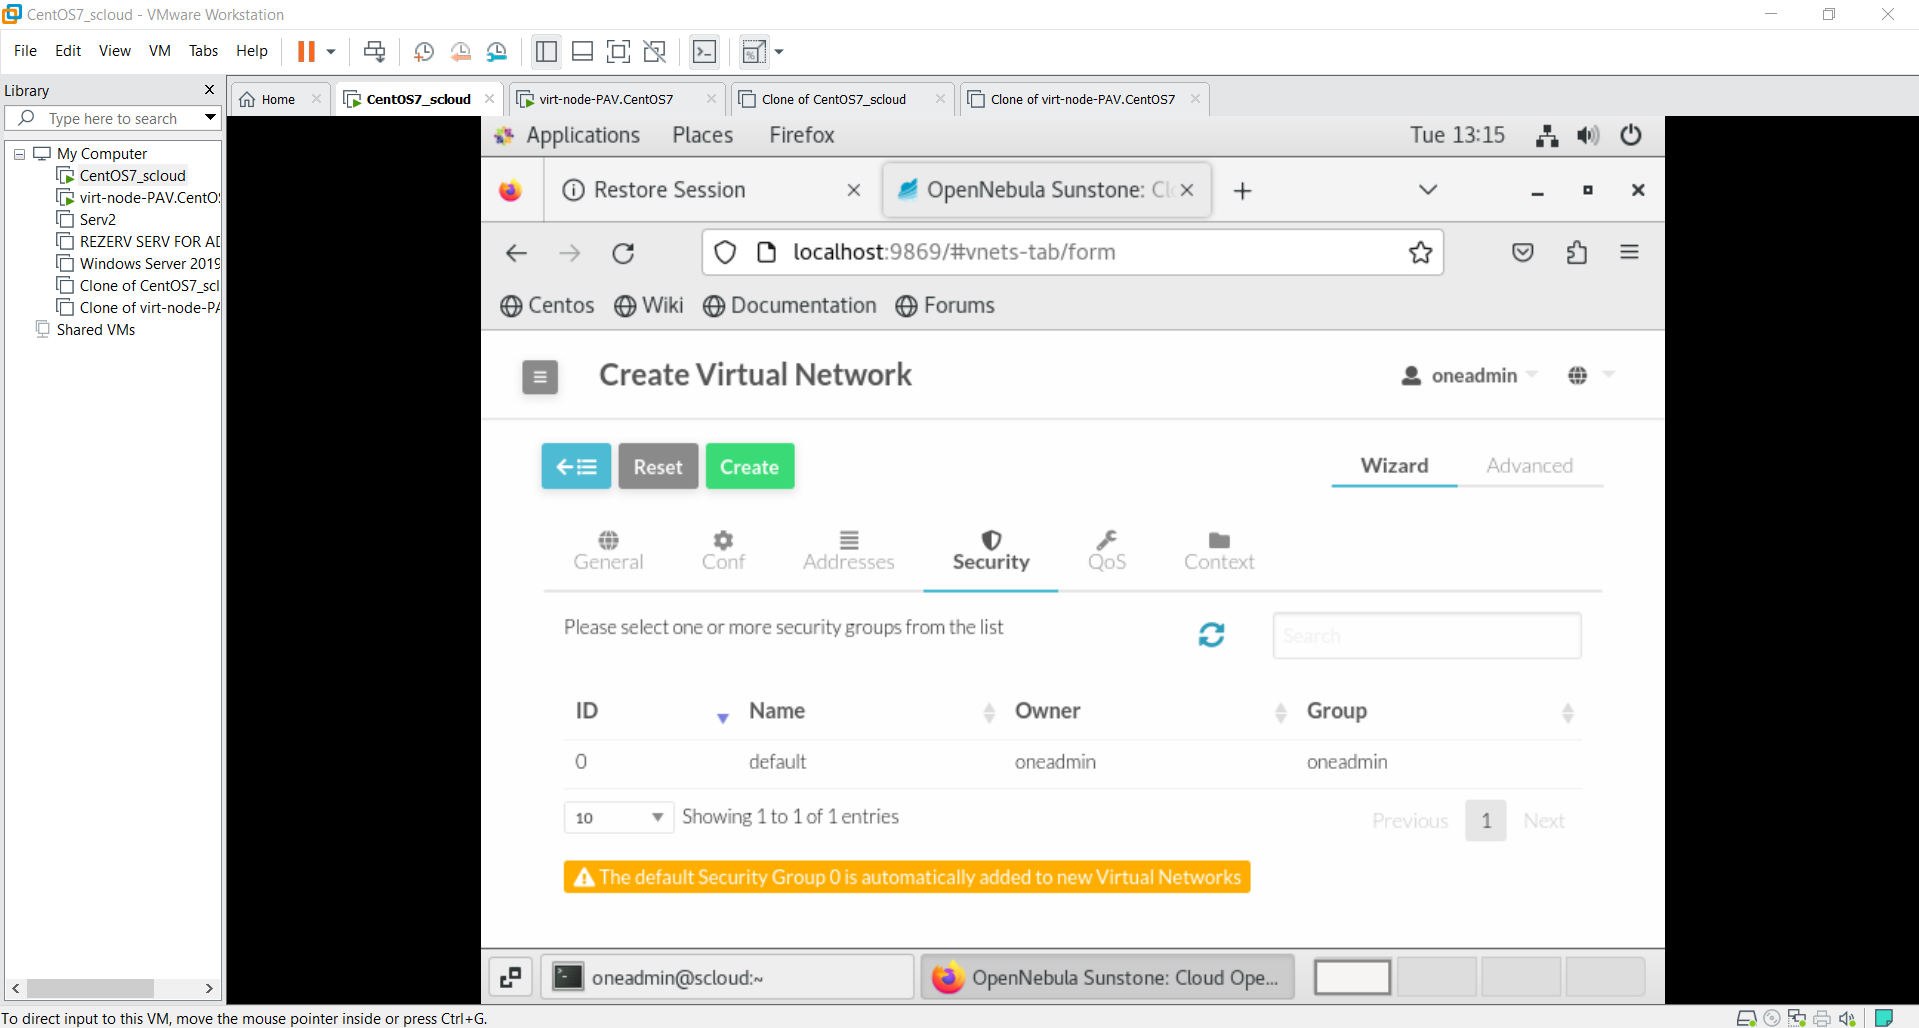 CentOS7_scloud - VMware Workstation
File Edit View VM Tabs Help
Library
Type here to search
My Computer
CentOS7_scloud
virt-node-PAV.CentOS
Serv2
REZERV SERV FOR AD
Windows Server 2019
Clone of CentOS7_scl
Clone of virt-node-PA
Shared VMs
Home CentOS7_scloud virt-node-PAV.CentOS7 Clone of CentOS7_scloud Clone of virt-node-PAV.CentOS7
Applications Places Firefox Tue 13:15
Restore Session OpenNebula Sunstone: Cl
localhost:9869/#vnets-tab/form
Centos Wiki Documentation Forums
Create Virtual Network oneadmin
Reset Create Wizard Advanced
General Conf Addresses Security QoS Context
Please select one or more security groups from the list Search
ID Name Owner Group
0 default oneadmin oneadmin
10 Showing 1 to 1 of 1 entries Previous 1 Next
The default Security Group 0 is automatically added to new Virtual Networks
oneadmin@scloud:~ OpenNebula Sunstone: Cloud Ope...
To direct input to this VM, move the mouse pointer inside or press Ctrl+G.